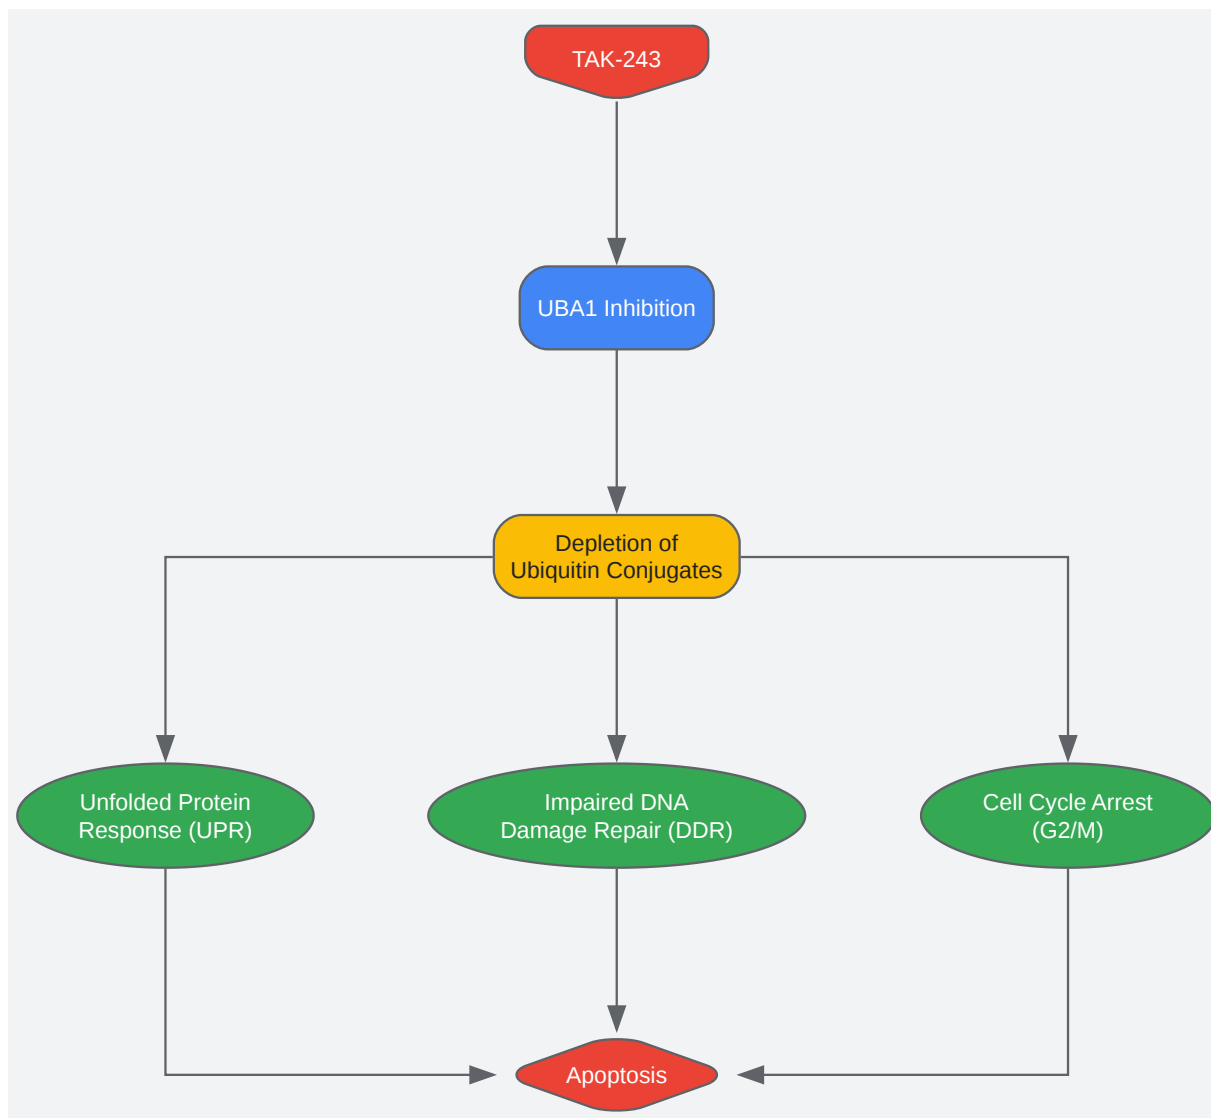 TAK-243
UBA1 Inhibition
Depletion of
Ubiquitin Conjugates
Unfolded Protein
Response (UPR)
Impaired DNA
Damage Repair (DDR)
Cell Cycle Arrest
(G2/M)
Apoptosis